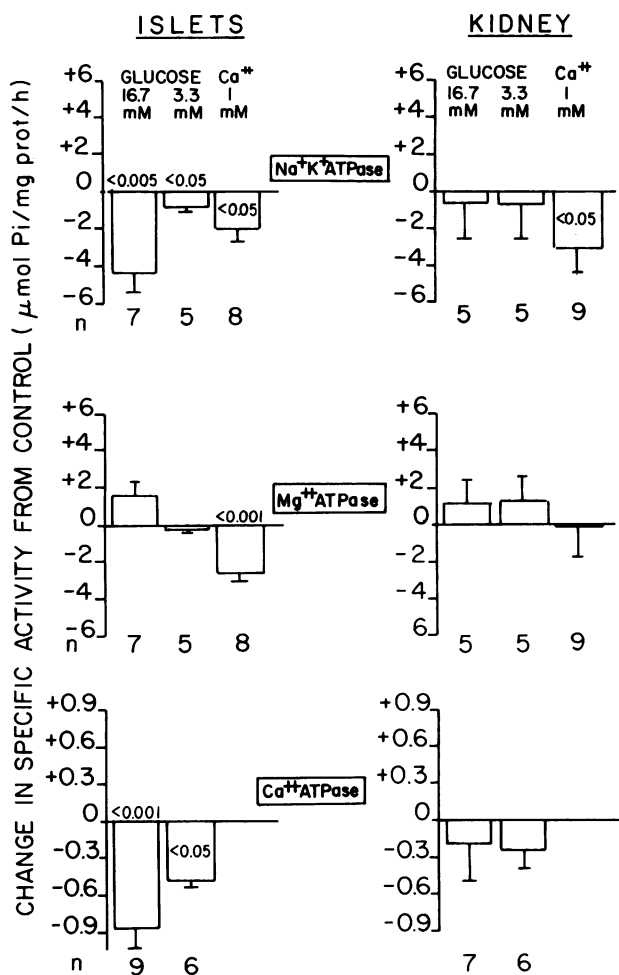 ISLETS
KIDNEY
CHANGE IN SPECIFIC ACTIVITY FROM CONTROL (μmol Pi/mg prot/h)
GLUCOSE Ca++
16.7 3.3 1
mM mM mM
GLUCOSE Ca++
16.7 3.3 1
mM mM mM
+6
+4
+2
0
-2
-4
-6
<0.005 <0.05
<0.05
n 7 5 8
Na+K+ATPase
+6
+4
+2
0
-2
-4
-6
<0.05
5 5 9
+6
+4
+2
0
-2
-4
-6
<0.001
n 7 5 8
Mg++ATPase
+6
+4
+2
0
-2
-4
6
5 5 9
+0.9
+0.6
+0.3
0
-0.3
-0.6
-0.9
<0.001
<0.05
n 9 6
Ca++ATPase
+0.9
+0.6
+0.3
0
-0.3
-0.6
-0.9
7 6